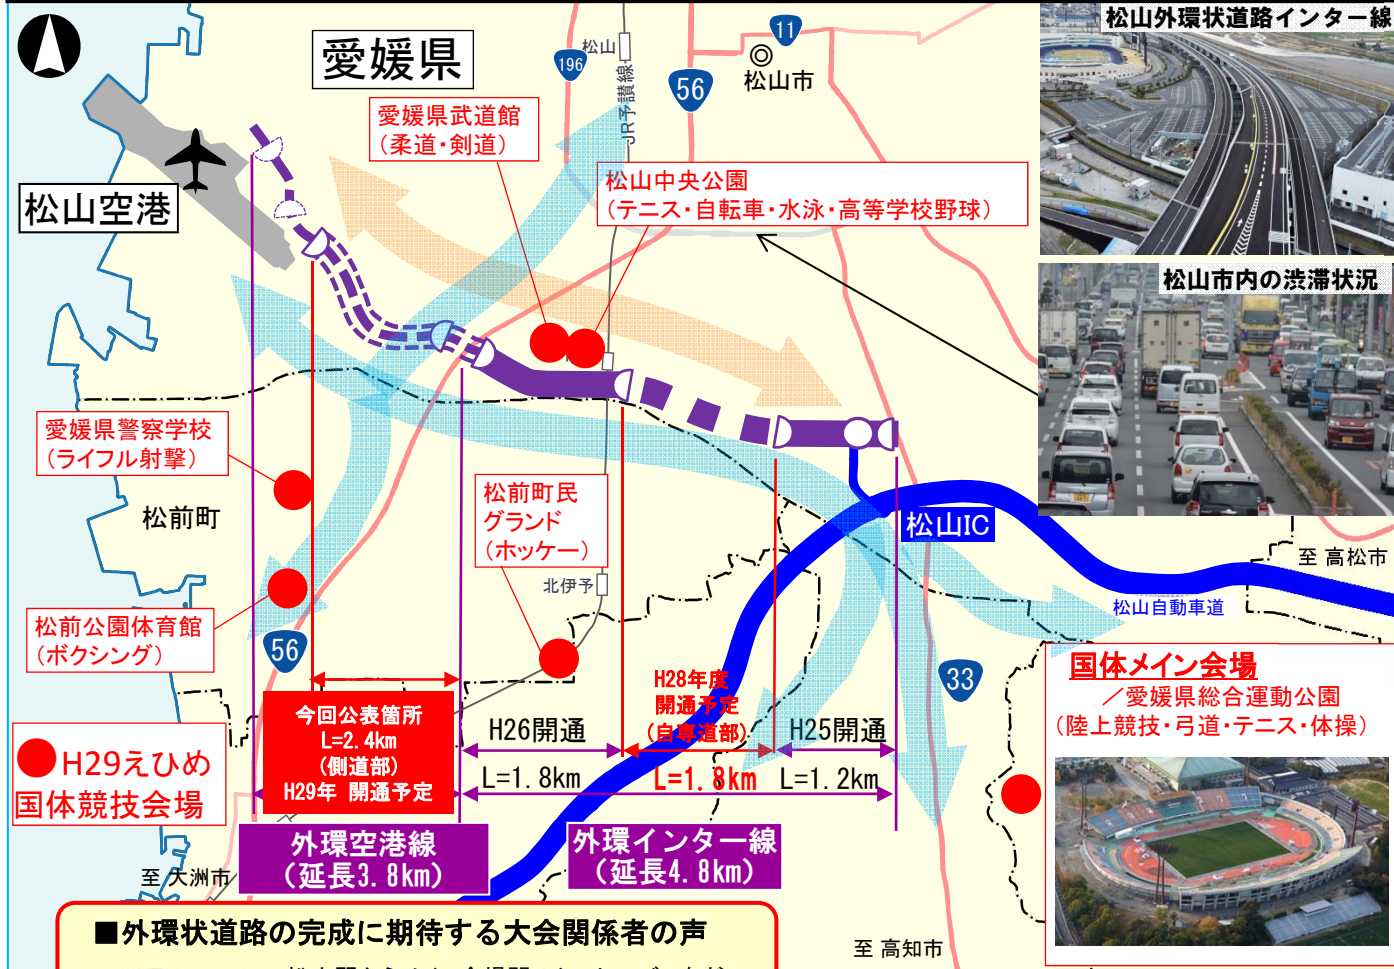 松山外環状道路インター線
愛媛県
松山
11
196
56
松山市
JR予讃線
愛媛県武道館
(柔道・剣道)
松山中央公園
(テニス・自転車・水泳・高等学校野球)
松山空港
松山市内の渋滞状況
愛媛県警察学校
(ライフル射撃)
松前町
松前町民
グランド
(ホッケー)
松山IC
至 高松市
北伊予
松山自動車道
松前公園体育館
(ボクシング)
56
33
国体メイン会場
/愛媛県総合運動公園
(陸上競技・弓道・テニス・体操)
H29えひめ
国体競技会場
今回公表箇所
L=2.4km
(側道部)
H29年 開通予定
H26開通
L=1.8km
H28年度
開通予定
(自専道部)
L=1.8km
H25開通
L=1.2km
外環空港線
(延長3.8km)
外環インター線
(延長4.8km)
至 大洲市
至 高知市
■外環状道路の完成に期待する大会関係者の声